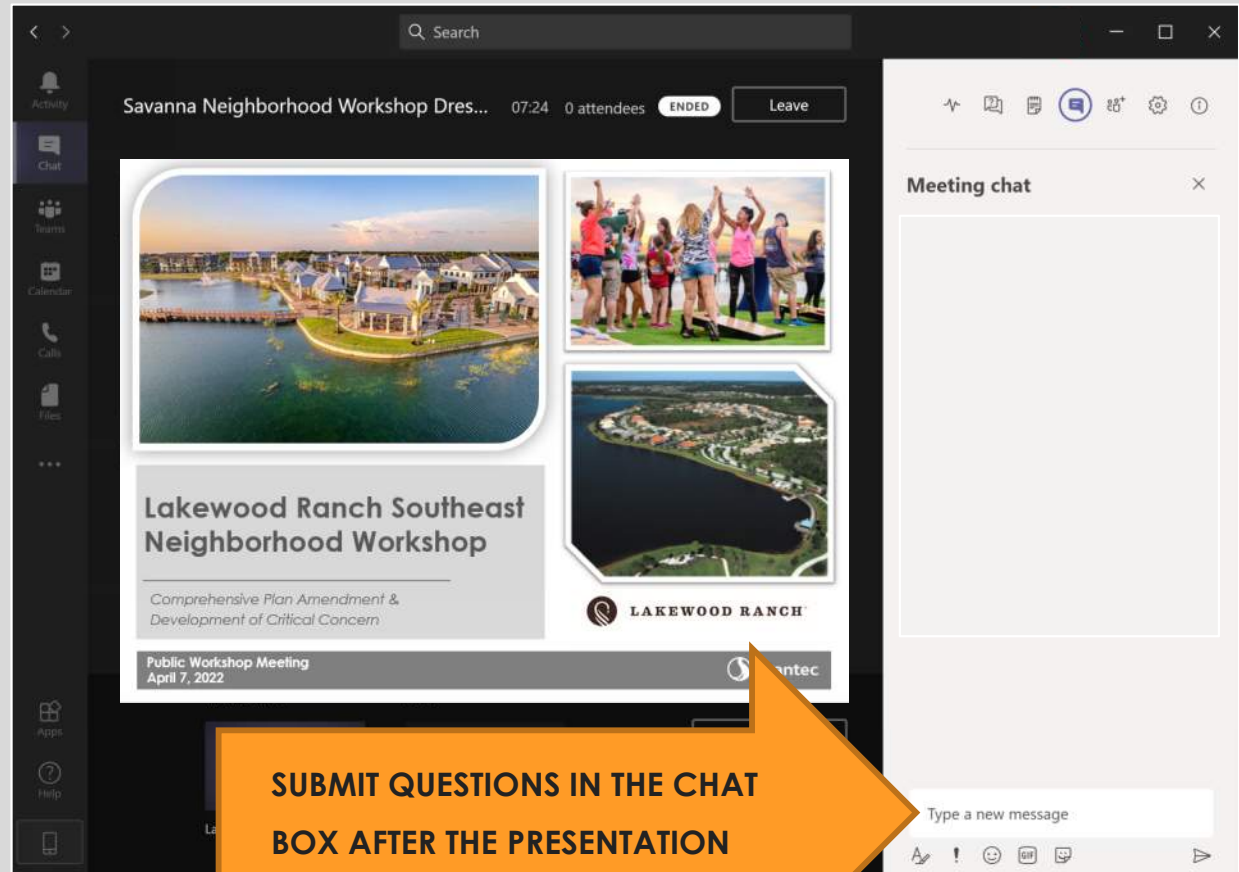 Search
Activity
Chat
Teams
Calendar
Calls
Files
Apps
Help
Savanna Neighborhood Workshop Dres... 07:24 0 attendees ENDED Leave
Lakewood Ranch Southeast
Neighborhood Workshop
Comprehensive Plan Amendment &
Development of Critical Concern
LAKEWOOD RANCH
Public Workshop Meeting
April 7, 2022
SUBMIT QUESTIONS IN THE CHAT
BOX AFTER THE PRESENTATION
Meeting chat
Type a new message
GIF